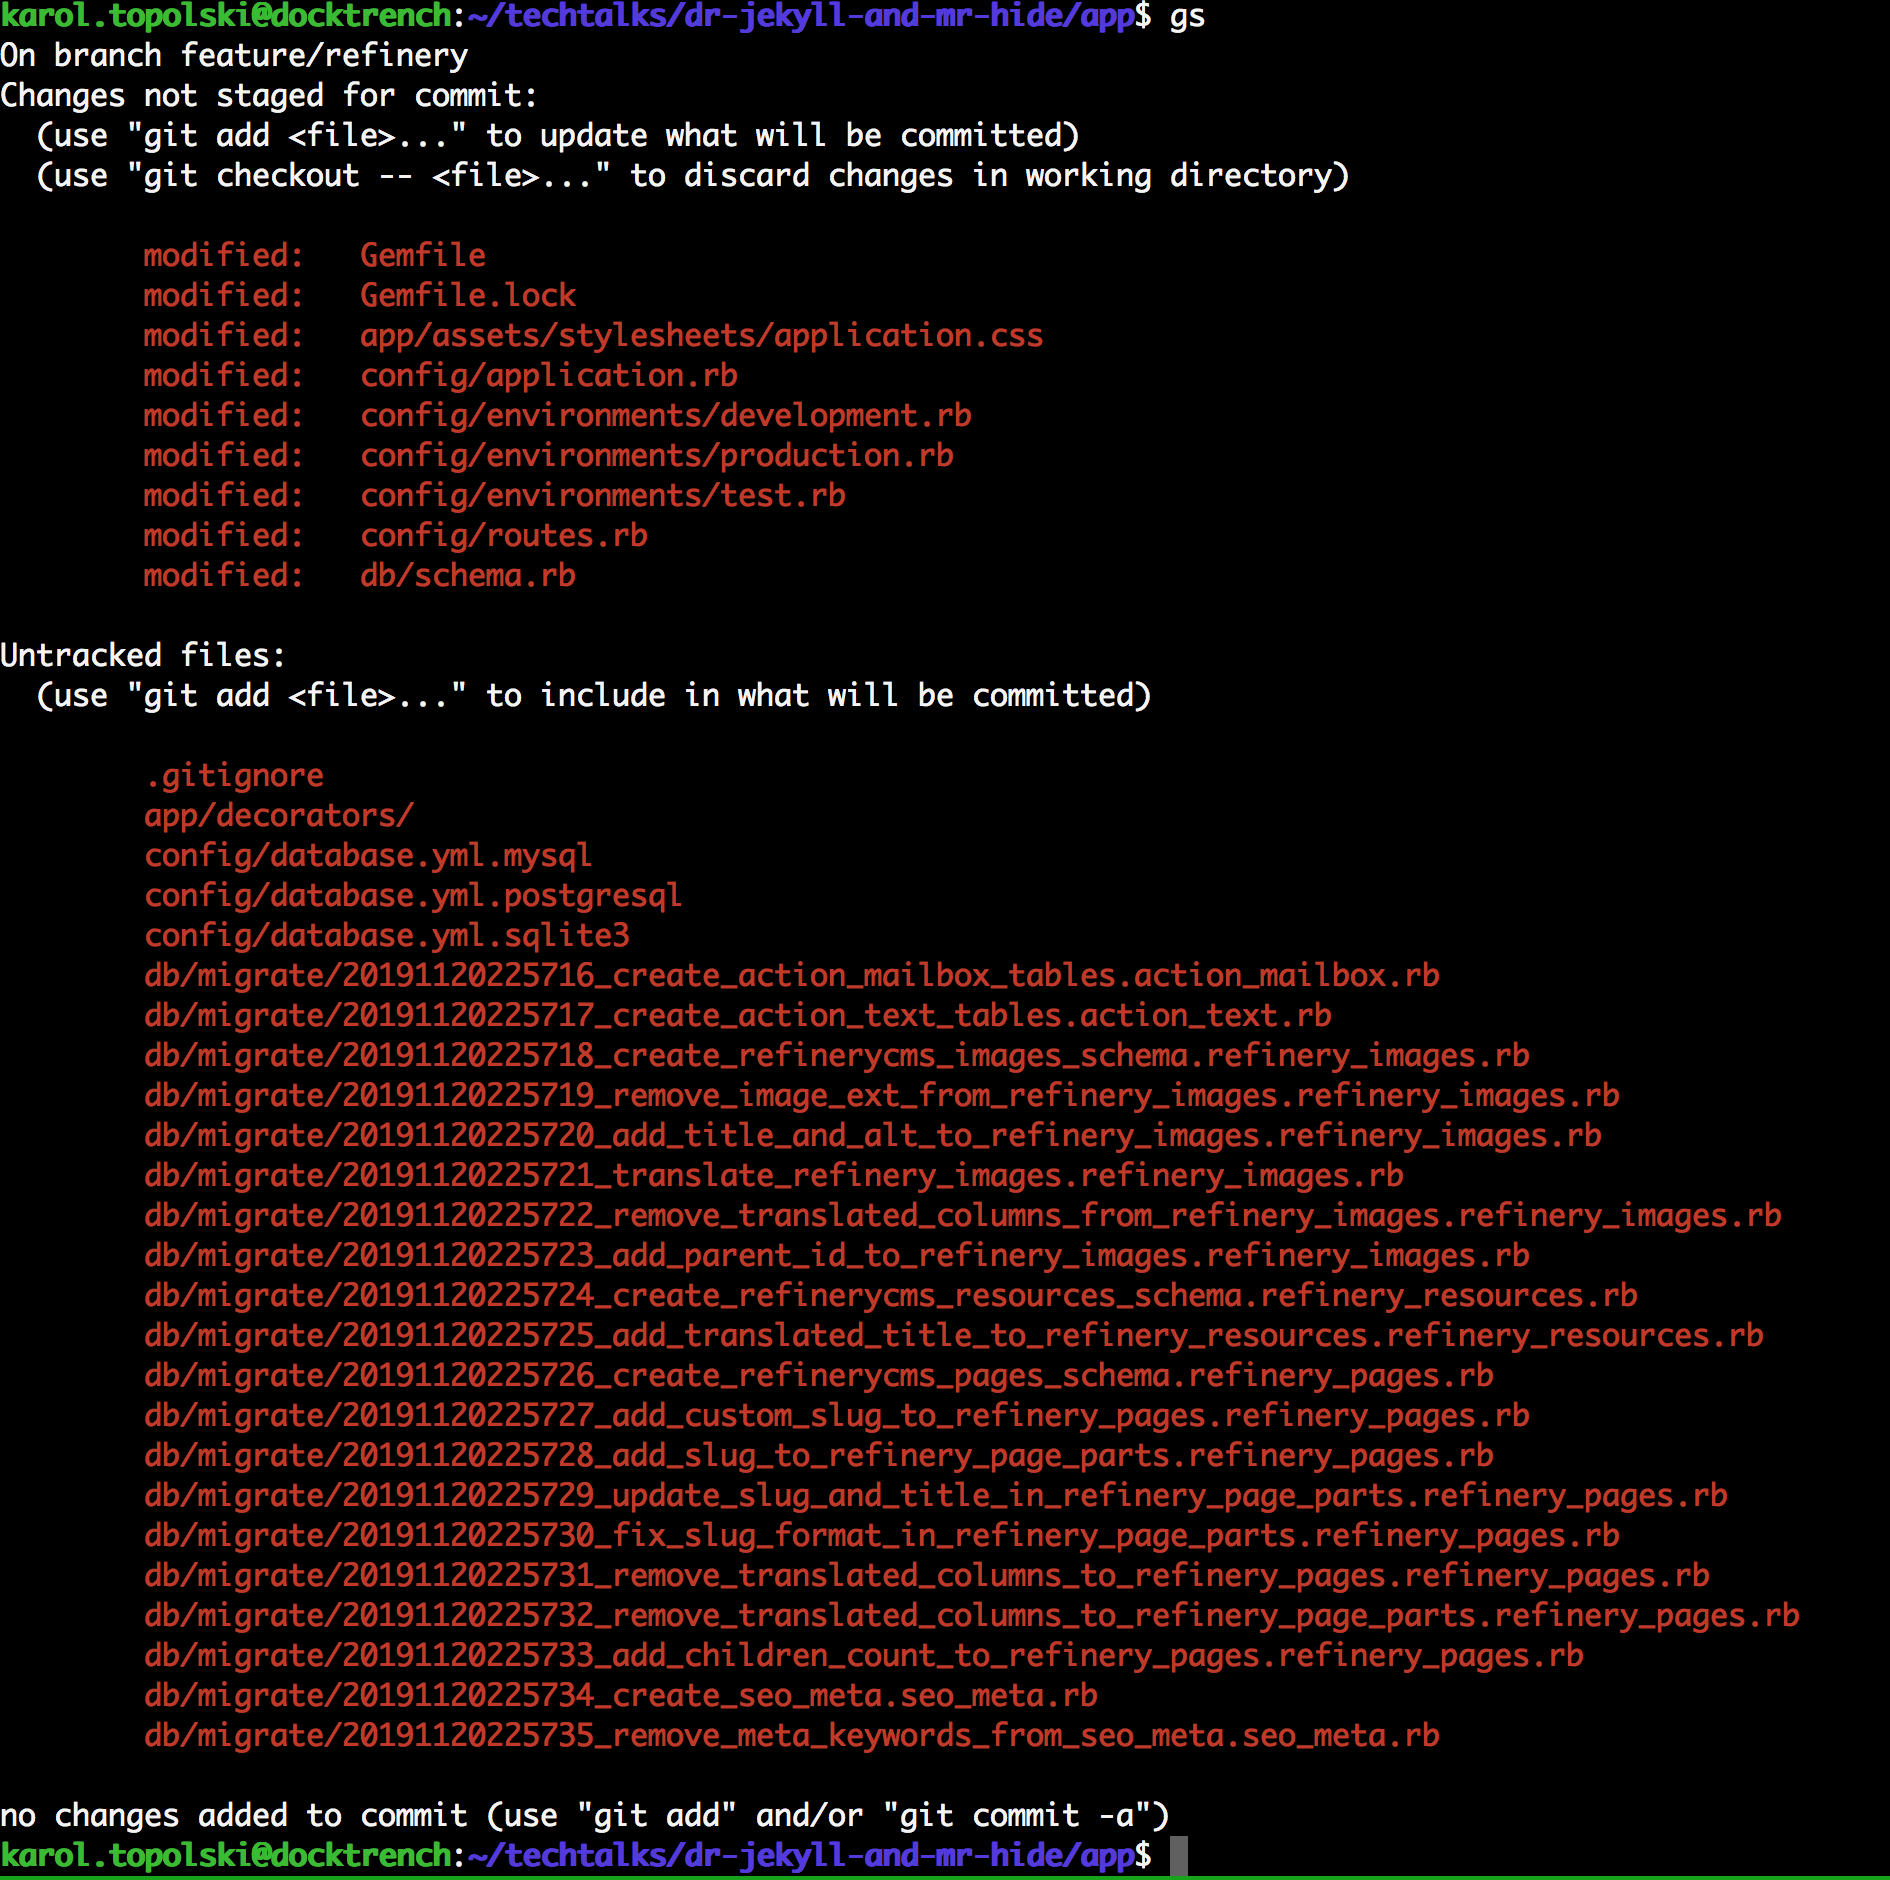 karol.topolski@docktrench:~/techtalks/dr-jekyll-and-mr-hide/app$ gs
On branch feature/refinery
Changes not staged for commit:
  (use "git add <file>..." to update what will be committed)
  (use "git checkout -- <file>..." to discard changes in working directory)
        modified:   Gemfile
        modified:   Gemfile.lock
        modified:   app/assets/stylesheets/application.css
        modified:   config/application.rb
        modified:   config/environments/development.rb
        modified:   config/environments/production.rb
        modified:   config/environments/test.rb
        modified:   config/routes.rb
        modified:   db/schema.rb
Untracked files:
  (use "git add <file>..." to include in what will be committed)
        .gitignore
        app/decorators/
        config/database.yml.mysql
        config/database.yml.postgresql
        config/database.yml.sqlite3
        db/migrate/20191120225716_create_action_mailbox_tables.action_mailbox.rb
        db/migrate/20191120225717_create_action_text_tables.action_text.rb
        db/migrate/20191120225718_create_refinerycms_images_schema.refinery_images.rb
        db/migrate/20191120225719_remove_image_ext_from_refinery_images.refinery_images.rb
        db/migrate/20191120225720_add_title_and_alt_to_refinery_images.refinery_images.rb
        db/migrate/20191120225721_translate_refinery_images.refinery_images.rb
        db/migrate/20191120225722_remove_translated_columns_from_refinery_images.refinery_images.rb
        db/migrate/20191120225723_add_parent_id_to_refinery_images.refinery_images.rb
        db/migrate/20191120225724_create_refinerycms_resources_schema.refinery_resources.rb
        db/migrate/20191120225725_add_translated_title_to_refinery_resources.refinery_resources.rb
        db/migrate/20191120225726_create_refinerycms_pages_schema.refinery_pages.rb
        db/migrate/20191120225727_add_custom_slug_to_refinery_pages.refinery_pages.rb
        db/migrate/20191120225728_add_slug_to_refinery_page_parts.refinery_pages.rb
        db/migrate/20191120225729_update_slug_and_title_in_refinery_page_parts.refinery_pages.rb
        db/migrate/20191120225730_fix_slug_format_in_refinery_page_parts.refinery_pages.rb
        db/migrate/20191120225731_remove_translated_columns_to_refinery_pages.refinery_pages.rb
        db/migrate/20191120225732_remove_translated_columns_to_refinery_page_parts.refinery_pages.rb
        db/migrate/20191120225733_add_children_count_to_refinery_pages.refinery_pages.rb
        db/migrate/20191120225734_create_seo_meta.seo_meta.rb
        db/migrate/20191120225735_remove_meta_keywords_from_seo_meta.seo_meta.rb
no changes added to commit (use "git add" and/or "git commit -a")
karol.topolski@docktrench:~/techtalks/dr-jekyll-and-mr-hide/app$